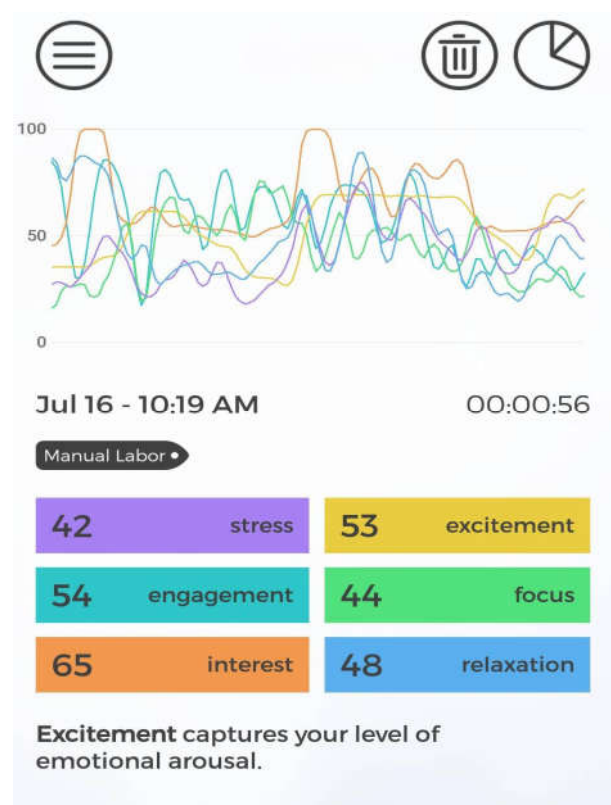 100
50
0
Jul 16 - 10:19 AM 00:00:56
Manual Labor
42 stress 53 excitement
54 engagement 44 focus
65 interest 48 relaxation
Excitement captures your level of
emotional arousal.